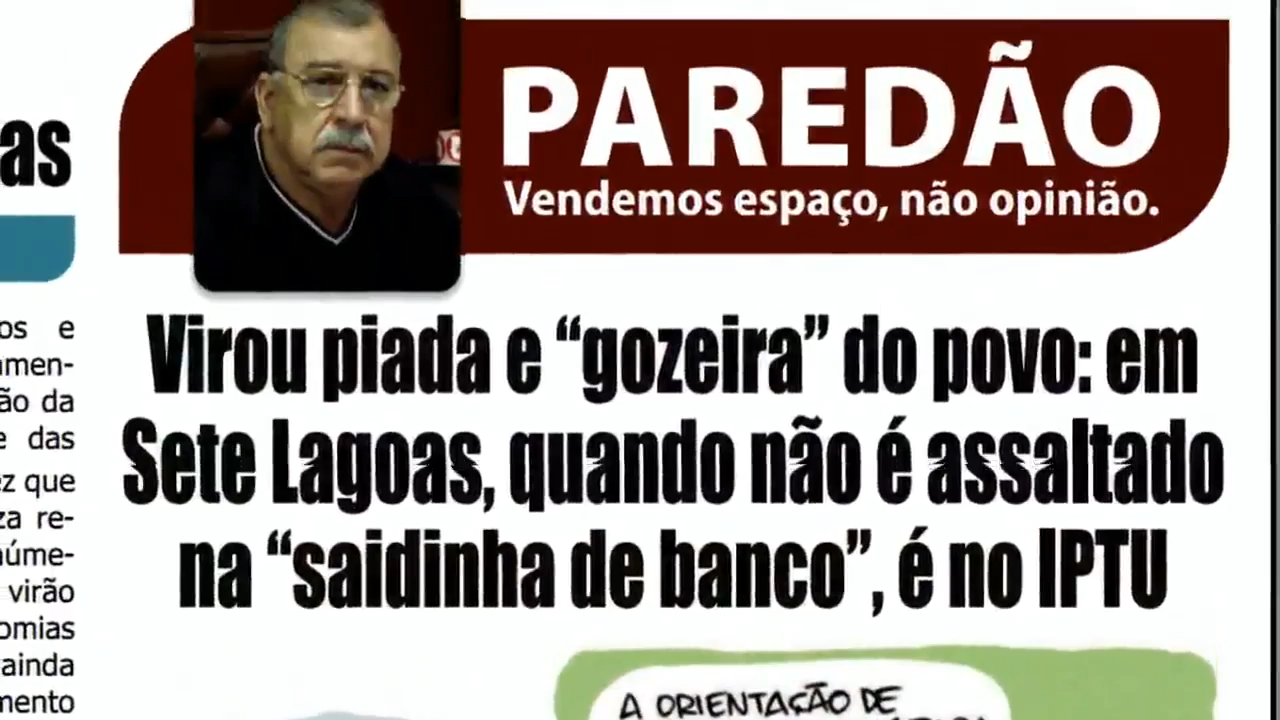 PAREDÃO
Vendemos espaço, não opinião.
Virou piada e “gozeira” do povo: em
Sete Lagoas, quando não é assaltado
na “saidinha de banco”, é no IPTU
as
os e
amen-
ão da
e das
ez que
za re-
núme-
virão
omias
ainda
mento
A ORIENTAÇÃO DE